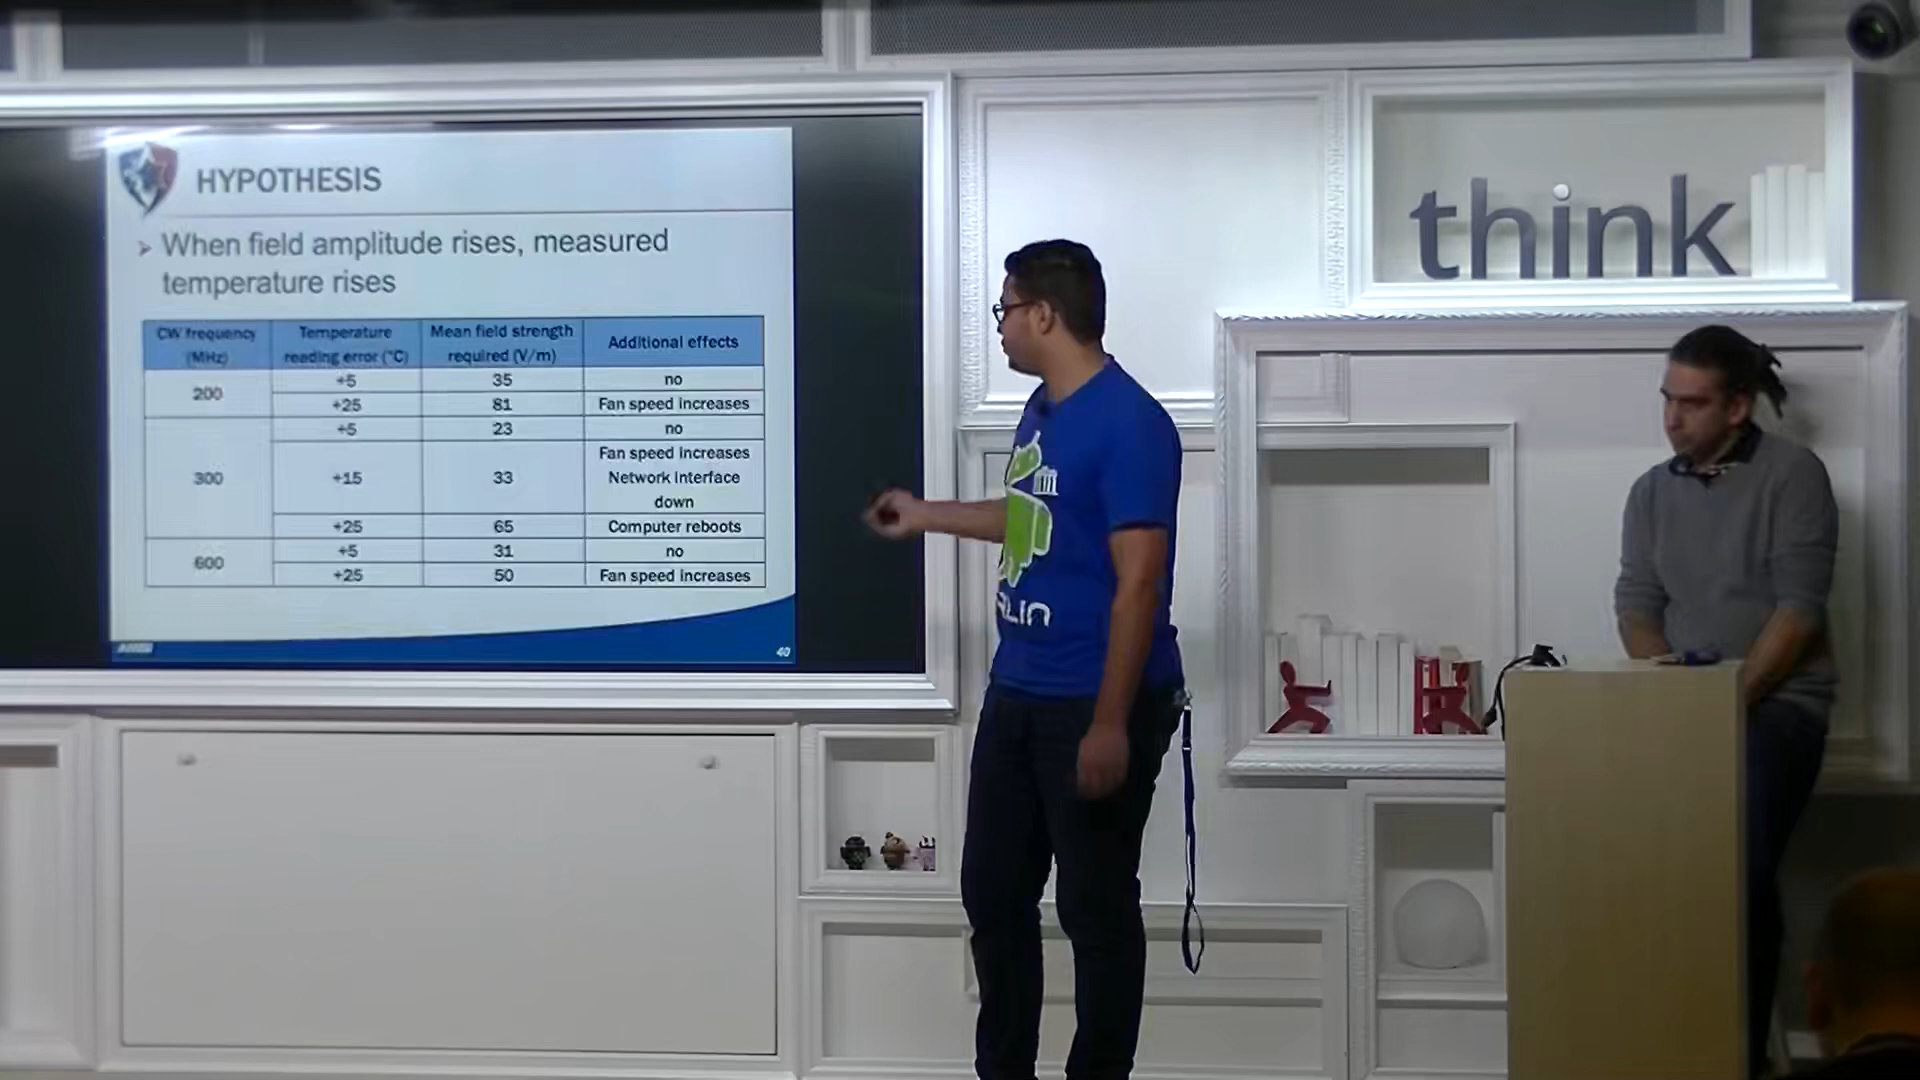 HYPOTHESIS
When field amplitude rises, measured
temperature rises
CW frequency (MHz) Temperature reading error (°C) Mean field strength required (V/m) Additional effects
200 +5 35 no
+25 81 Fan speed increases
300 +5 23 no
+15 33 Fan speed increases Network interface down
+25 65 Computer reboots
600 +5 31 no
+25 50 Fan speed increases
40
think